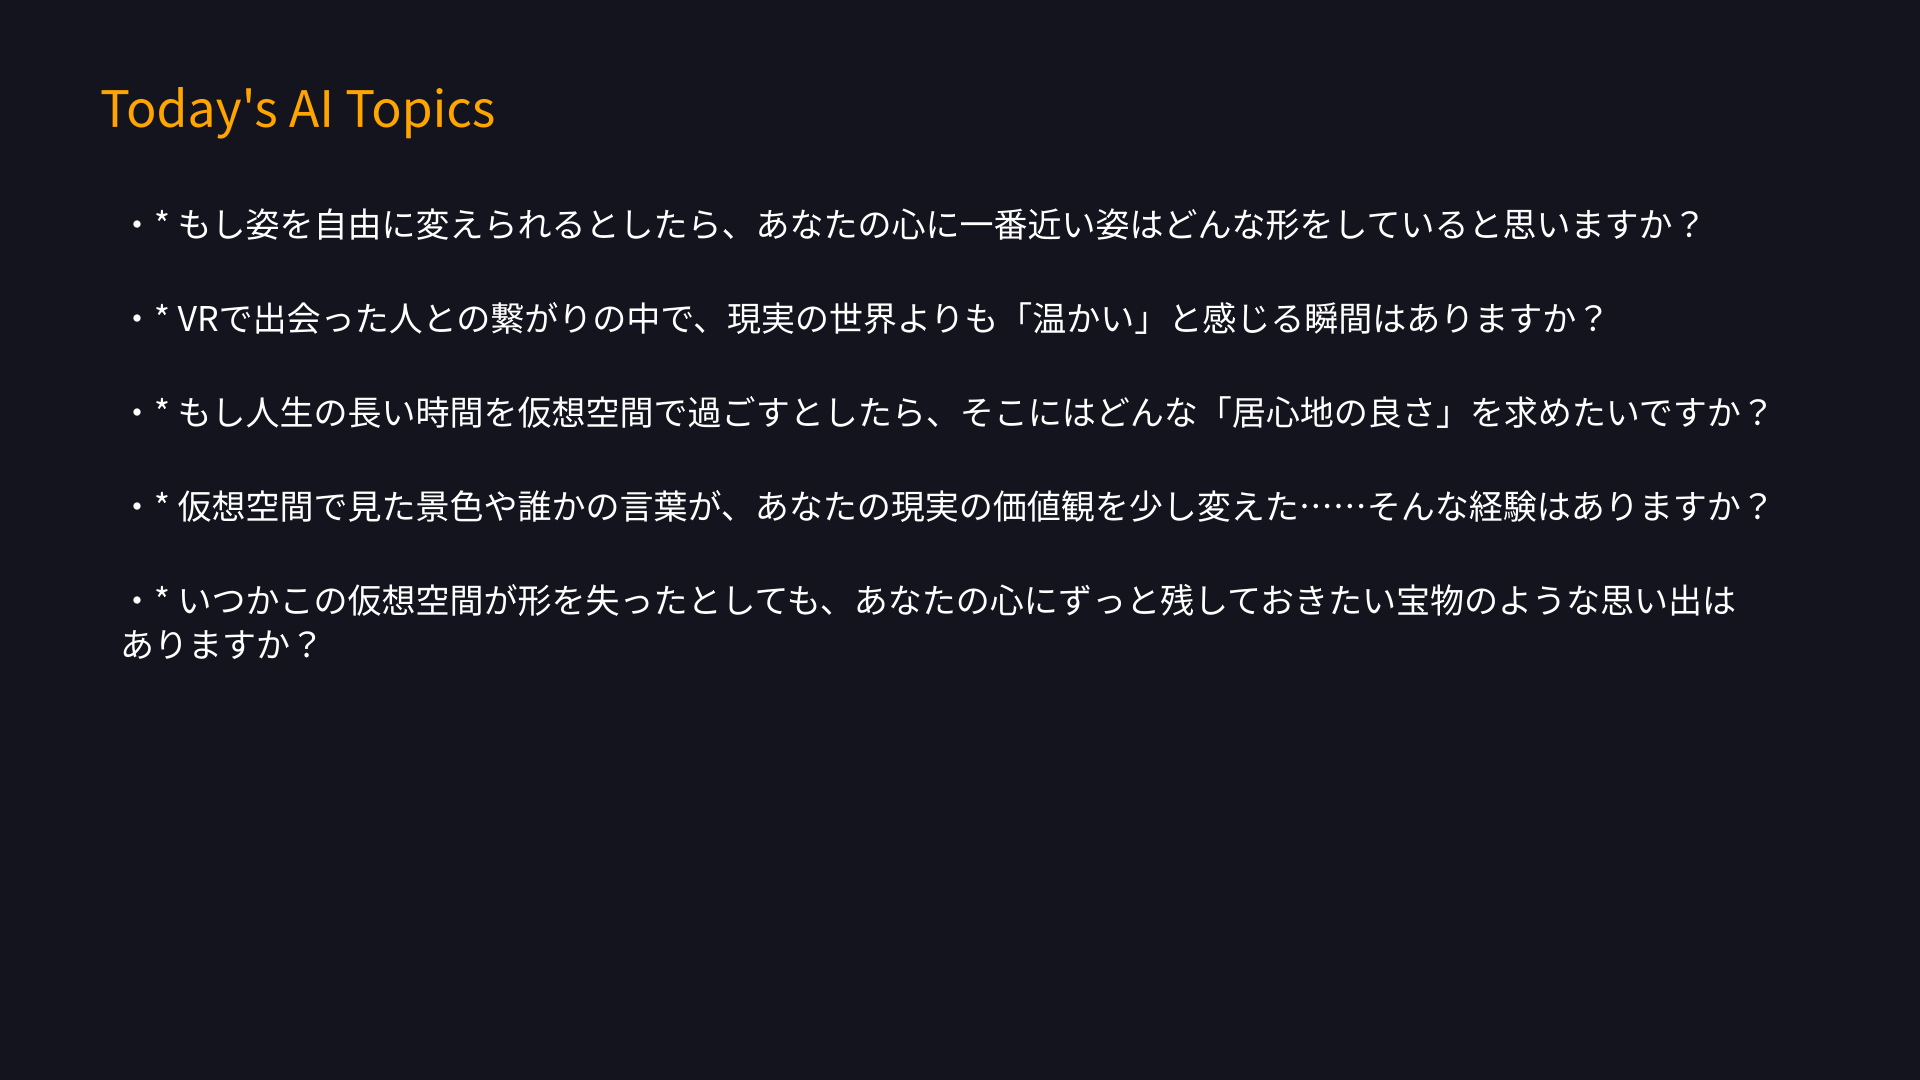 Today's AI Topics
・* もし姿を自由に変えられるとしたら、あなたの心に一番近い姿はどんな形をしていると思いますか？
・* VRで出会った人との繋がりの中で、現実の世界よりも「温かい」と感じる瞬間はありますか？
・* もし人生の長い時間を仮想空間で過ごすとしたら、そこにはどんな「居心地の良さ」を求めたいですか？
・* 仮想空間で見た景色や誰かの言葉が、あなたの現実の価値観を少し変えた……そんな経験はありますか？
・* いつかこの仮想空間が形を失ったとしても、あなたの心にずっと残しておきたい宝物のような思い出は
ありますか？